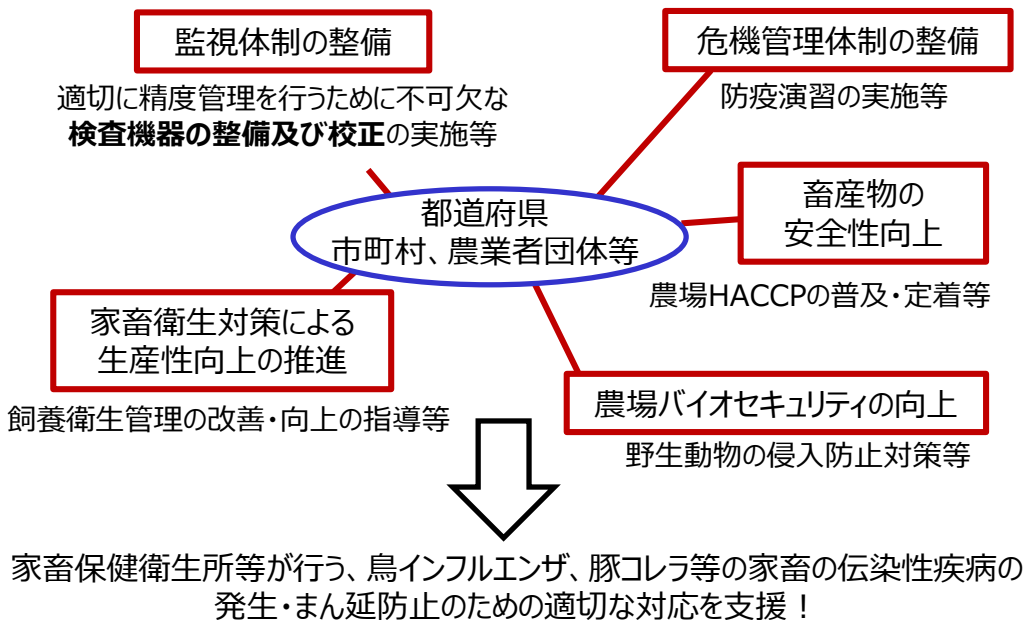 監視体制の整備
適切に精度管理を行うために不可欠な
検査機器の整備及び校正の実施等
危機管理体制の整備
防疫演習の実施等
都道府県
市町村、農業者団体等
畜産物の
安全性向上
農場HACCPの普及・定着等
家畜衛生対策による
生産性向上の推進
飼養衛生管理の改善・向上の指導等
農場バイオセキュリティの向上
野生動物の侵入防止対策等
家畜保健衛生所等が行う、鳥インフルエンザ、豚コレラ等の家畜の伝染性疾病の
発生・まん延防止のための適切な対応を支援！